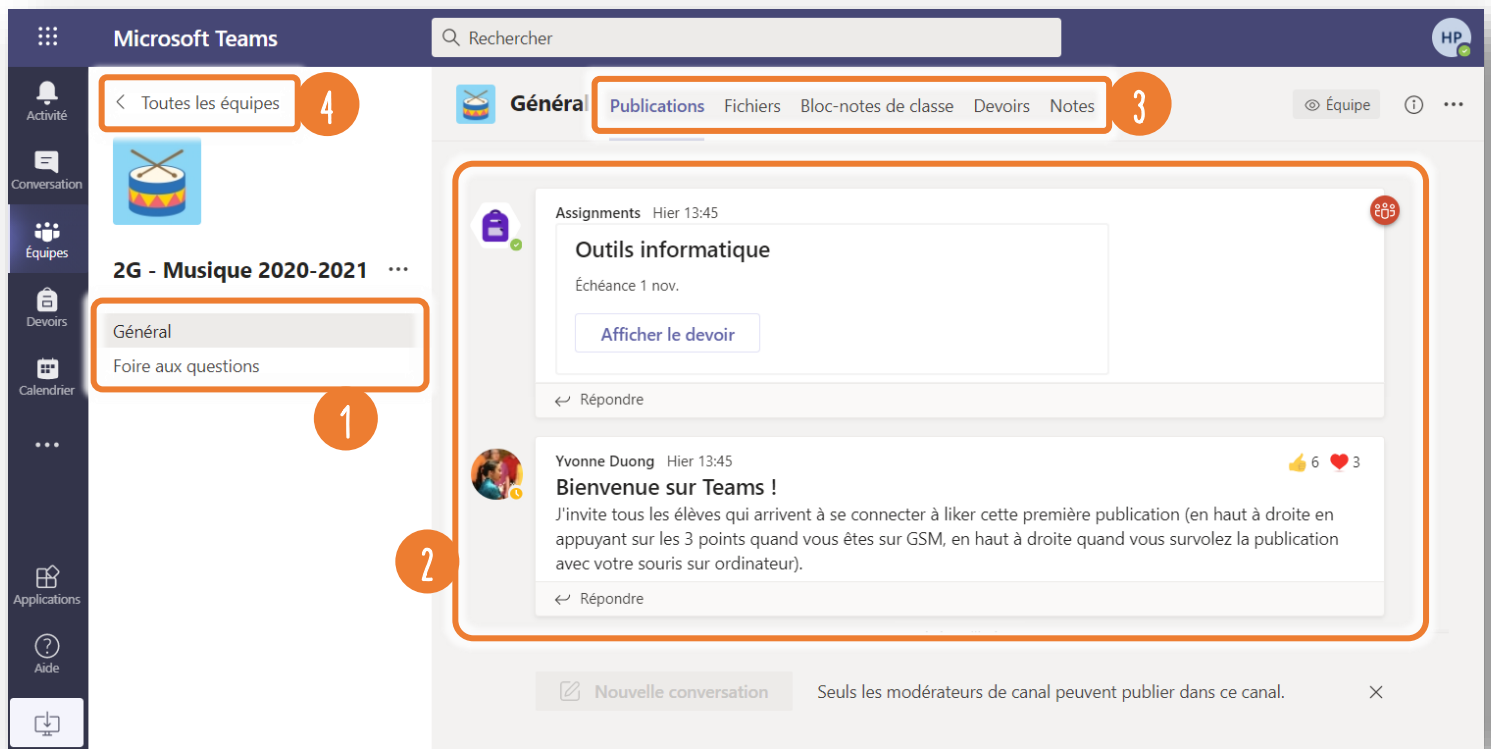 Microsoft Teams
Rechercher
HP
Activité
Conversation
Équipes
Devoirs
Calendrier
Applications
Aide
Toutes les équipes
4
2G - Musique 2020-2021
Général
Foire aux questions
1
Général
Publications Fichiers Bloc-notes de classe Devoirs Notes
3
Équipe
Assignments Hier 13:45
Outils informatique
Échéance 1 nov.
Afficher le devoir
Répondre
Yvonne Duong Hier 13:45
6 3
Bienvenue sur Teams !
J'invite tous les élèves qui arrivent à se connecter à liker cette première publication (en haut à droite en
appuyant sur les 3 points quand vous êtes sur GSM, en haut à droite quand vous survolez la publication
avec votre souris sur ordinateur).
Répondre
2
Nouvelle conversation
Seuls les modérateurs de canal peuvent publier dans ce canal.